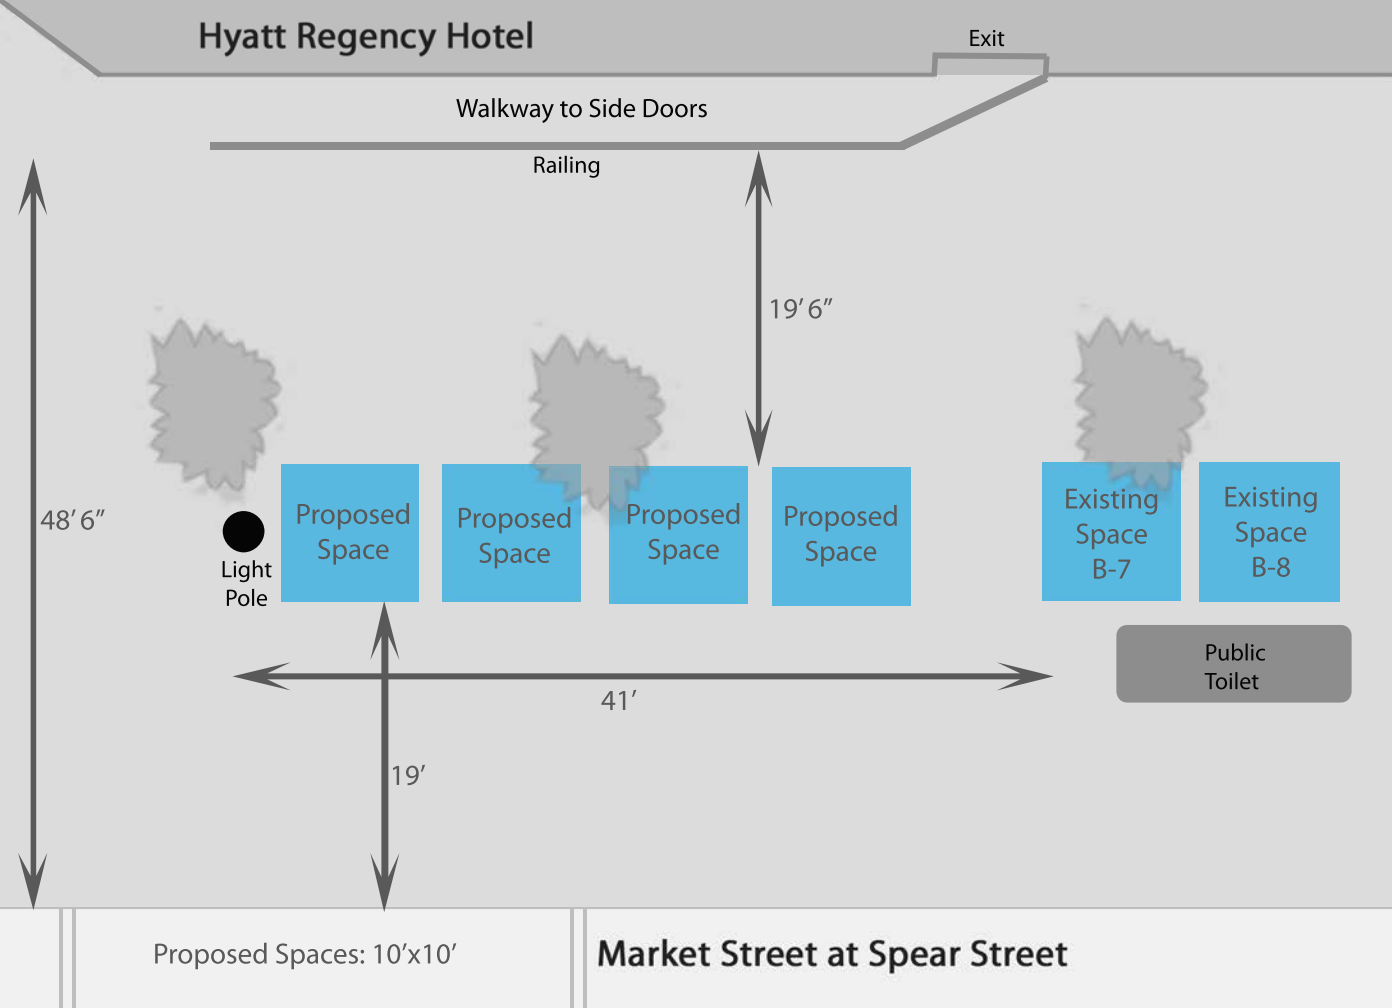 Hyatt Regency Hotel
Exit
Walkway to Side Doors
Railing
19’ 6”
48’ 6”
Light
Pole
Proposed
Space
Proposed
Space
Proposed
Space
Proposed
Space
Existing
Space
B-7
Existing
Space
B-8
Public
Toilet
41’
19’
Proposed Spaces: 10’x10’
Market Street at Spear Street